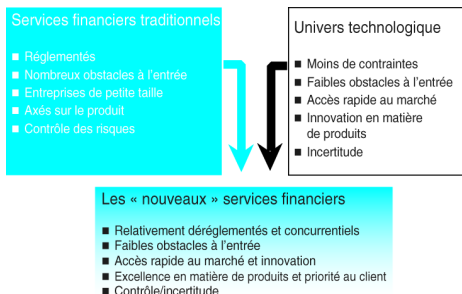 Services financiers traditionnels
■ Réglementés
■ Nombreux obstacles à l'entrée
■ Entreprises de petite taille
■ Axés sur le produit
■ Contrôle des risques
Univers technologique
■ Moins de contraintes
■ Faibles obstacles à l'entrée
■ Accès rapide au marché
■ Innovation en matière
de produits
■ Incertitude
Les « nouveaux » services financiers
■ Relativement déréglementés et concurrentiels
■ Faibles obstacles à l'entrée
■ Accès rapide au marché et innovation
■ Excellence en matière de produits et priorité au client
■ Contrôle/incertitude